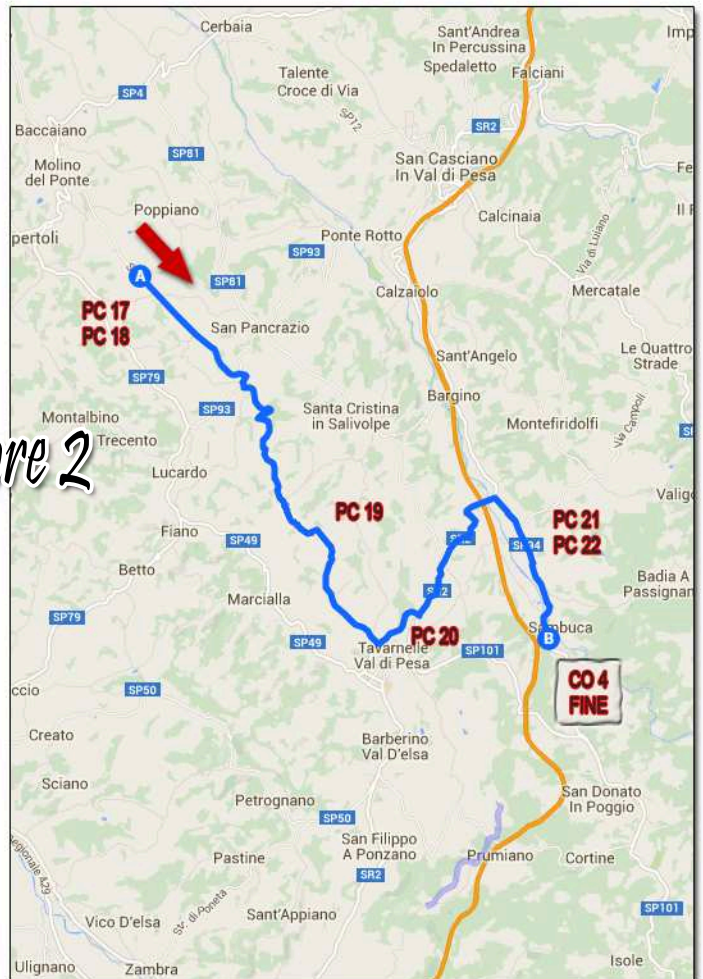 Cerbaia
Sant'Andrea
In Percussina
Imp
Talente
Croce di Via
Spedaletto
Falciani
SP4
SP12
Baccaiano
SP81
SR2
Molino
del Ponte
San Casciano
In Val di Pesa
Fe
Poppiano
Calcinaia
Il
pertoli
Ponte Rotto
SP93
Via di Luiano
A
SP81
Calzaiolo
Mercatale
PC 17
PC 18
San Pancrazio
Sant'Angelo
Le Quattro
Strade
SP79
Bargino
SP93
Santa Cristina
in Salivolpe
Montefiridolfi
Via Campoli
Montalbino
Trecento
re 2
Lucardo
Valig
PC 19
PC 21
PC 22
Fiano
SP49
Betto
Badia A
Passignan
Marcialla
SP79
SP49
PC 20
Sambuca
B
Tavarnelle
Val di Pesa
SP101
CO 4
FINE
ccio
SP50
Creato
Barberino
Val D'elsa
Sciano
San Donato
In Poggio
Petrognano
SP50
San Filippo
A Ponzano
Pastine
Prumiano
Cortine
SR2
Str. di Poneta
Sant'Appiano
SP101
Vico D'elsa
Isole
Ulignano
Zambra